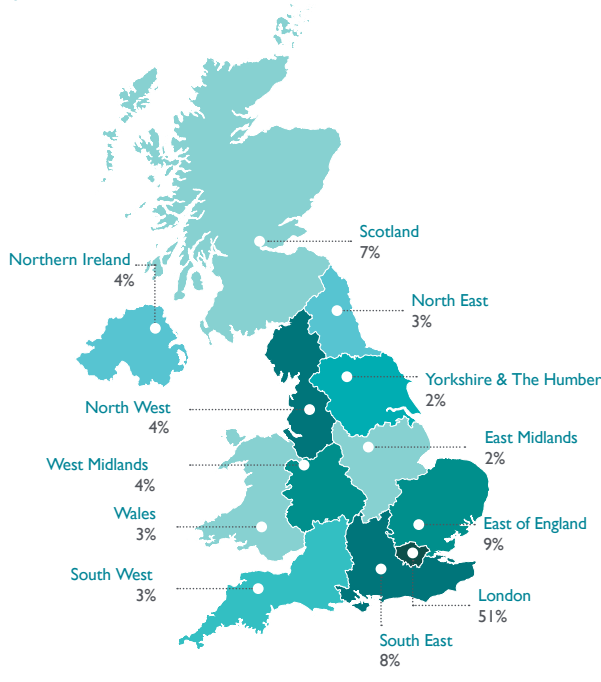 Scotland
7%
Northern Ireland
4%
North East
3%
Yorkshire & The Humber
2%
North West
4%
East Midlands
2%
West Midlands
4%
Wales
3%
East of England
9%
South West
3%
London
51%
South East
8%